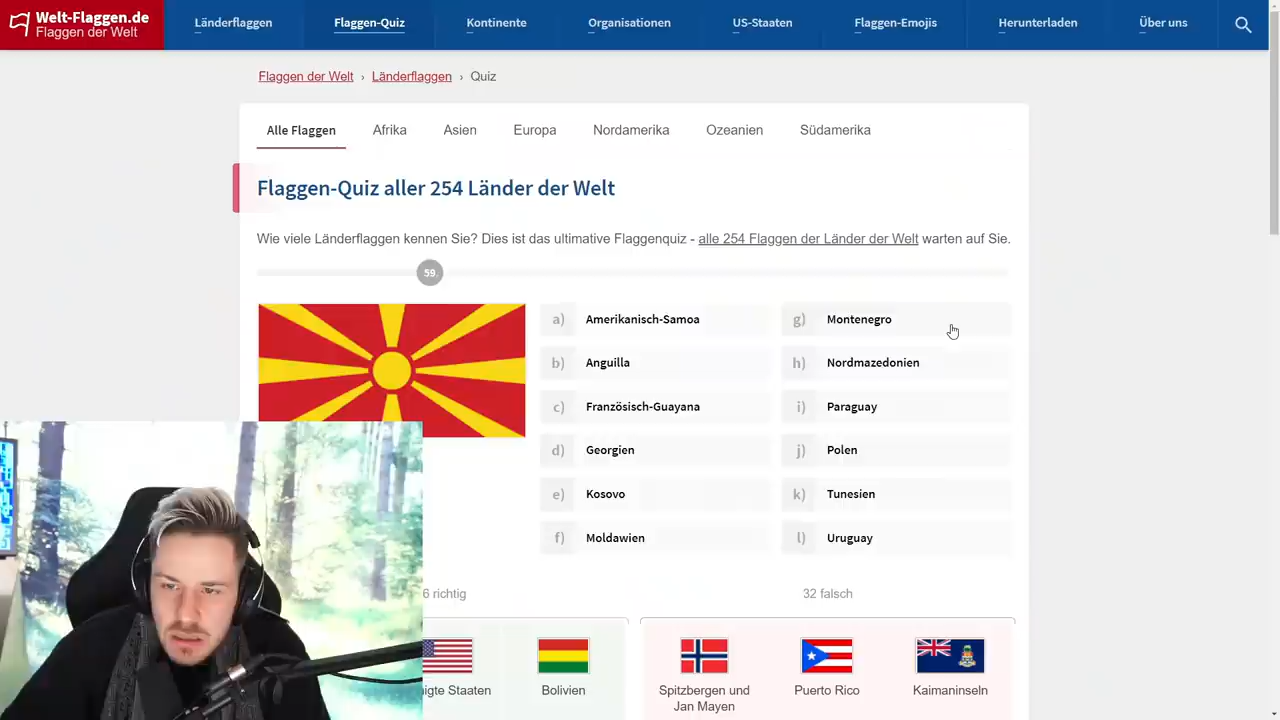 Welt-Flaggen.de
Flaggen der Welt
Länderflaggen
Flaggen-Quiz
Kontinente
Organisationen
US-Staaten
Flaggen-Emojis
Herunterladen
Über uns
Flaggen der Welt › Länderflaggen › Quiz
Alle Flaggen
Afrika
Asien
Europa
Nordamerika
Ozeanien
Südamerika
Flaggen-Quiz aller 254 Länder der Welt
Wie viele Länderflaggen kennen Sie? Dies ist das ultimative Flaggenquiz - alle 254 Flaggen der Länder der Welt warten auf Sie.
59
a) Amerikanisch-Samoa
b) Anguilla
c) Französisch-Guayana
d) Georgien
e) Kosovo
f) Moldawien
g) Montenegro
h) Nordmazedonien
i) Paraguay
j) Polen
k) Tunesien
l) Uruguay
6 richtig
32 falsch
nigte Staaten
Bolivien
Spitzbergen und
Jan Mayen
Puerto Rico
Kaimaninseln